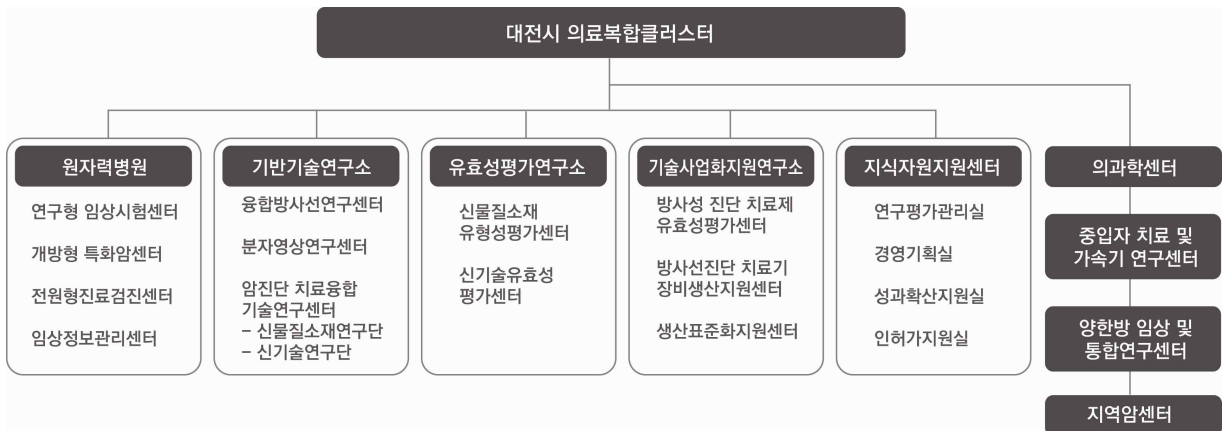 대전시 의료복합클러스터
원자력병원
연구형 임상시험센터
개방형 특화암센터
전원형진료검진센터
임상정보관리센터
기반기술연구소
융합방사선연구센터
분자영상연구센터
암진단 치료융합
기술연구센터
– 신물질소재연구단
– 신기술연구단
유효성평가연구소
신물질소재
유형성평가센터
신기술유효성
평가센터
기술사업화지원연구소
방사성 진단 치료제
유효성평가센터
방사선진단 치료기
장비생산지원센터
생산표준화지원센터
지식자원지원센터
연구평가관리실
경영기획실
성과확산지원실
인허가지원실
의과학센터
중입자 치료 및
가속기 연구센터
양한방 임상 및
통합연구센터
지역암센터